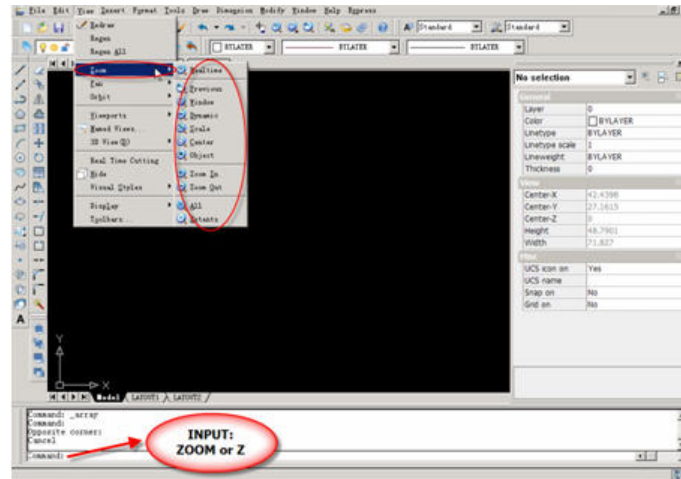 File Edit View Insert Format Tools Draw Dimension Modify Window Help Express
Redraw
Regen
Regen All
Zoom
Pan
Orbit
Viewports
Named Views...
3D View
Real Time Cutting
Hide
Visual Styles
Display
Toolbars...
Realtime
Previous
Window
Dynamic
Scale
Center
Object
Zoom In
Zoom Out
All
Extents
Standard Standard
BYLAYER BYLAYER BYLAYER
No selection
General
Layer 0
Color BYLAYER
Linetype BYLAYER
Linetype scale 1
Lineweight BYLAYER
Thickness 0
View
Center-X 42.4398
Center-Y 27.1615
Center-Z 0
Height 48.7901
Width 71.827
Misc
UCS icon on Yes
UCS name
Snap on No
Grid on No
Y
X
Model LAYOUT1 LAYOUT2
Command: _array
Command:
Opposite corner:
Cancel
Command:
INPUT:
ZOOM or Z